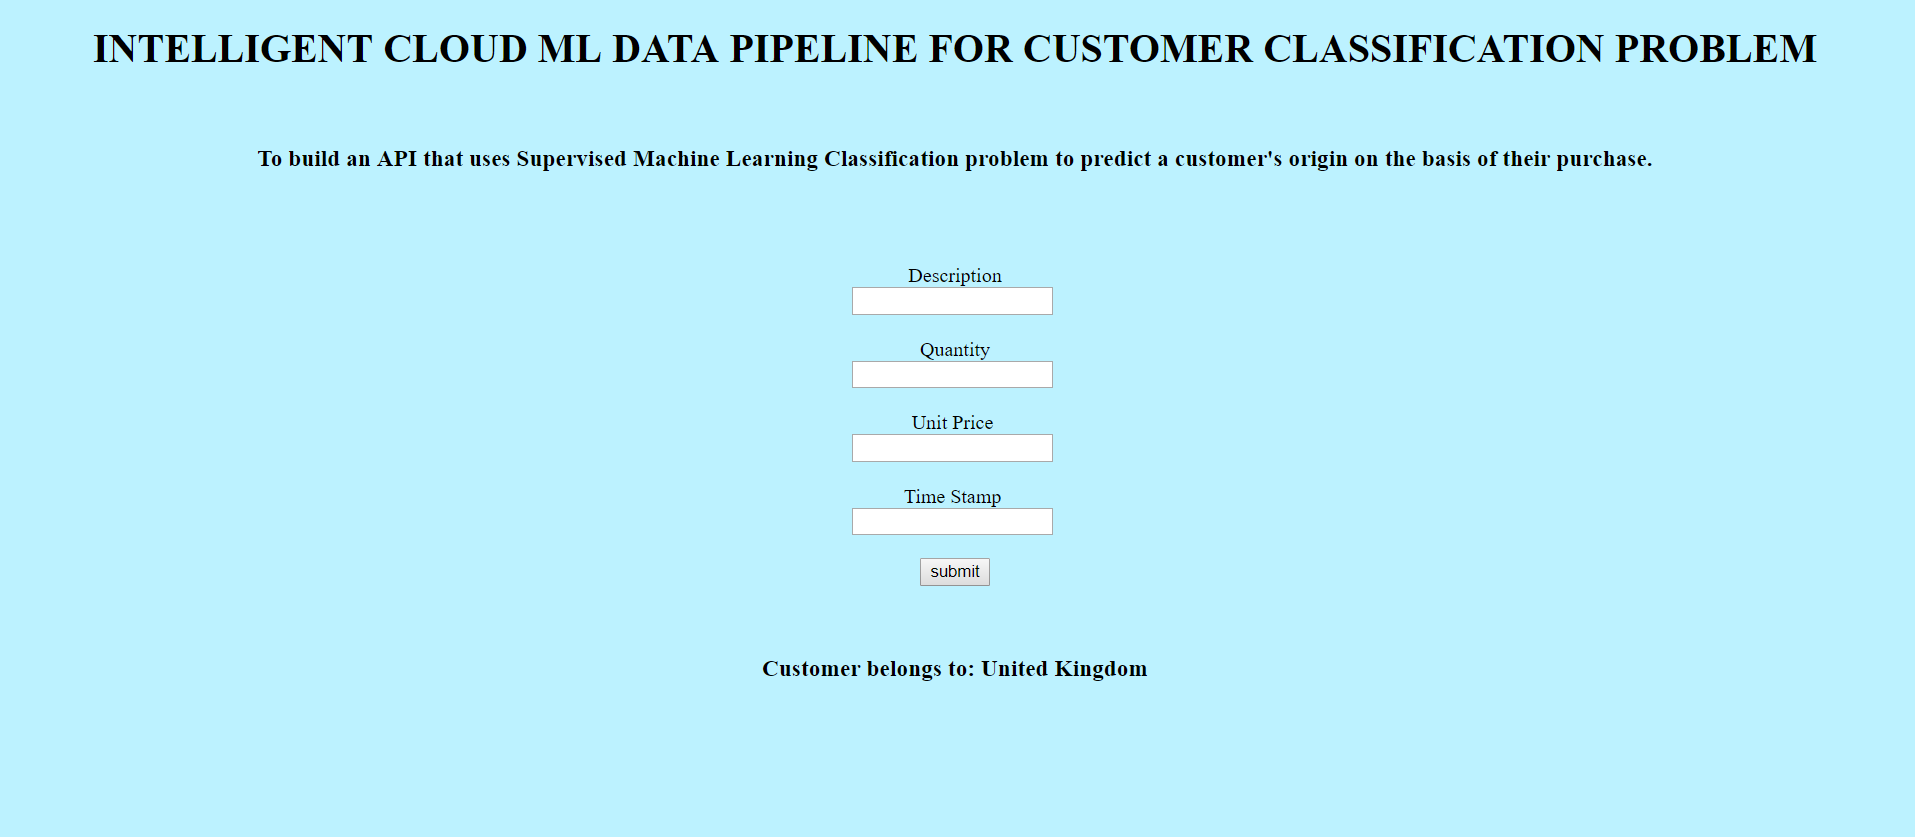 INTELLIGENT CLOUD ML DATA PIPELINE FOR CUSTOMER CLASSIFICATION PROBLEM
To build an API that uses Supervised Machine Learning Classification problem to predict a customer's origin on the basis of their purchase.
Description
Quantity
Unit Price
Time Stamp
submit
Customer belongs to: United Kingdom